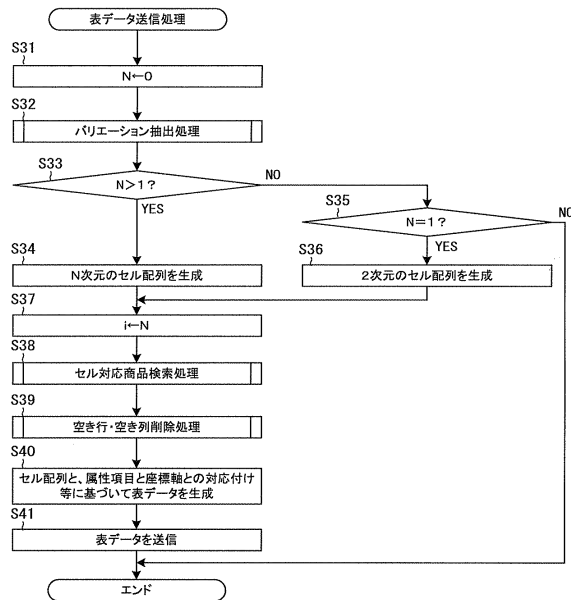 表データ送信処理
S31
N←0
S32
バリエーション抽出処理
S33
N>1?
NO
YES
S35
N=1?
NO
YES
S34
N次元のセル配列を生成
S36
2次元のセル配列を生成
S37
i←N
S38
セル対応商品検索処理
S39
空き行・空き列削除処理
S40
セル配列と、属性項目と座標軸との対応付け
等に基づいて表データを生成
S41
表データを送信
エンド